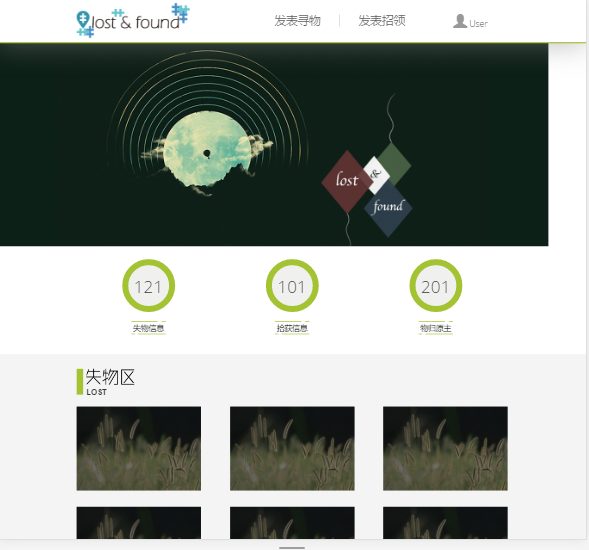 lost & found
发表寻物
发表招领
User
lost
&
found
121
101
201
失物信息
拾获信息
物归原主
失物区
LOST